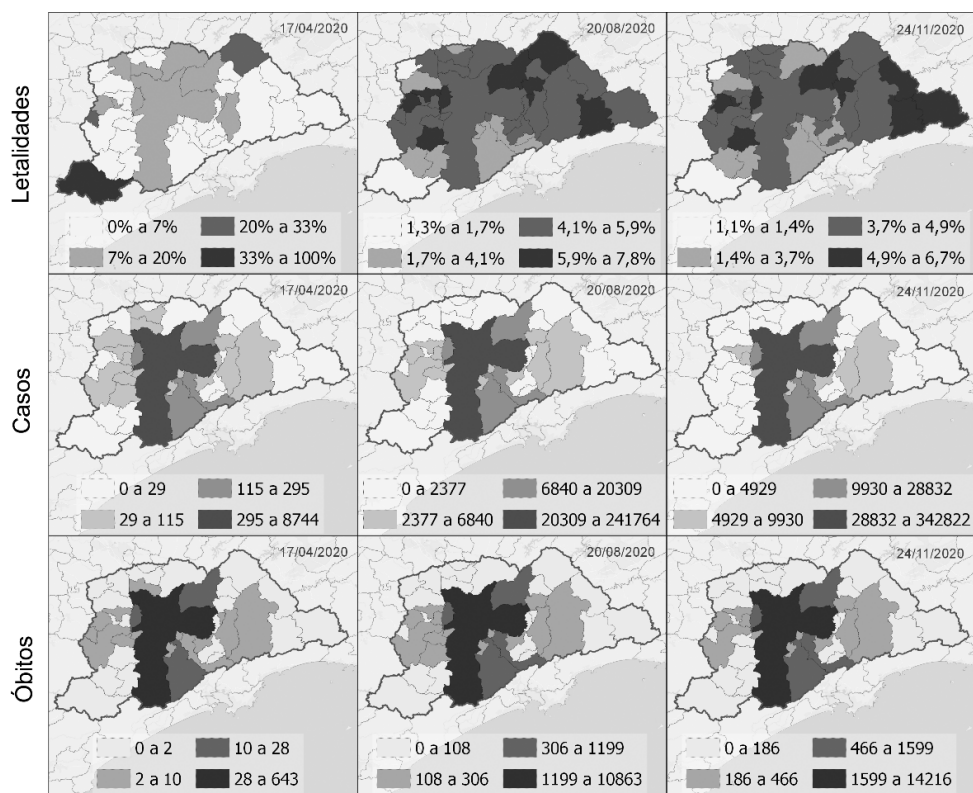 Letalidades
17/04/2020
0% a 7%
20% a 33%
7% a 20%
33% a 100%
20/08/2020
1,3% a 1,7%
4,1% a 5,9%
1,7% a 4,1%
5,9% a 7,8%
24/11/2020
1,1% a 1,4%
3,7% a 4,9%
1,4% a 3,7%
4,9% a 6,7%
Casos
17/04/2020
0 a 29
115 a 295
29 a 115
295 a 8744
20/08/2020
0 a 2377
6840 a 20309
2377 a 6840
20309 a 241764
24/11/2020
0 a 4929
9930 a 28832
4929 a 9930
28832 a 342822
Óbitos
17/04/2020
0 a 2
10 a 28
2 a 10
28 a 643
20/08/2020
0 a 108
306 a 1199
108 a 306
1199 a 10863
24/11/2020
0 a 186
466 a 1599
186 a 466
1599 a 14216